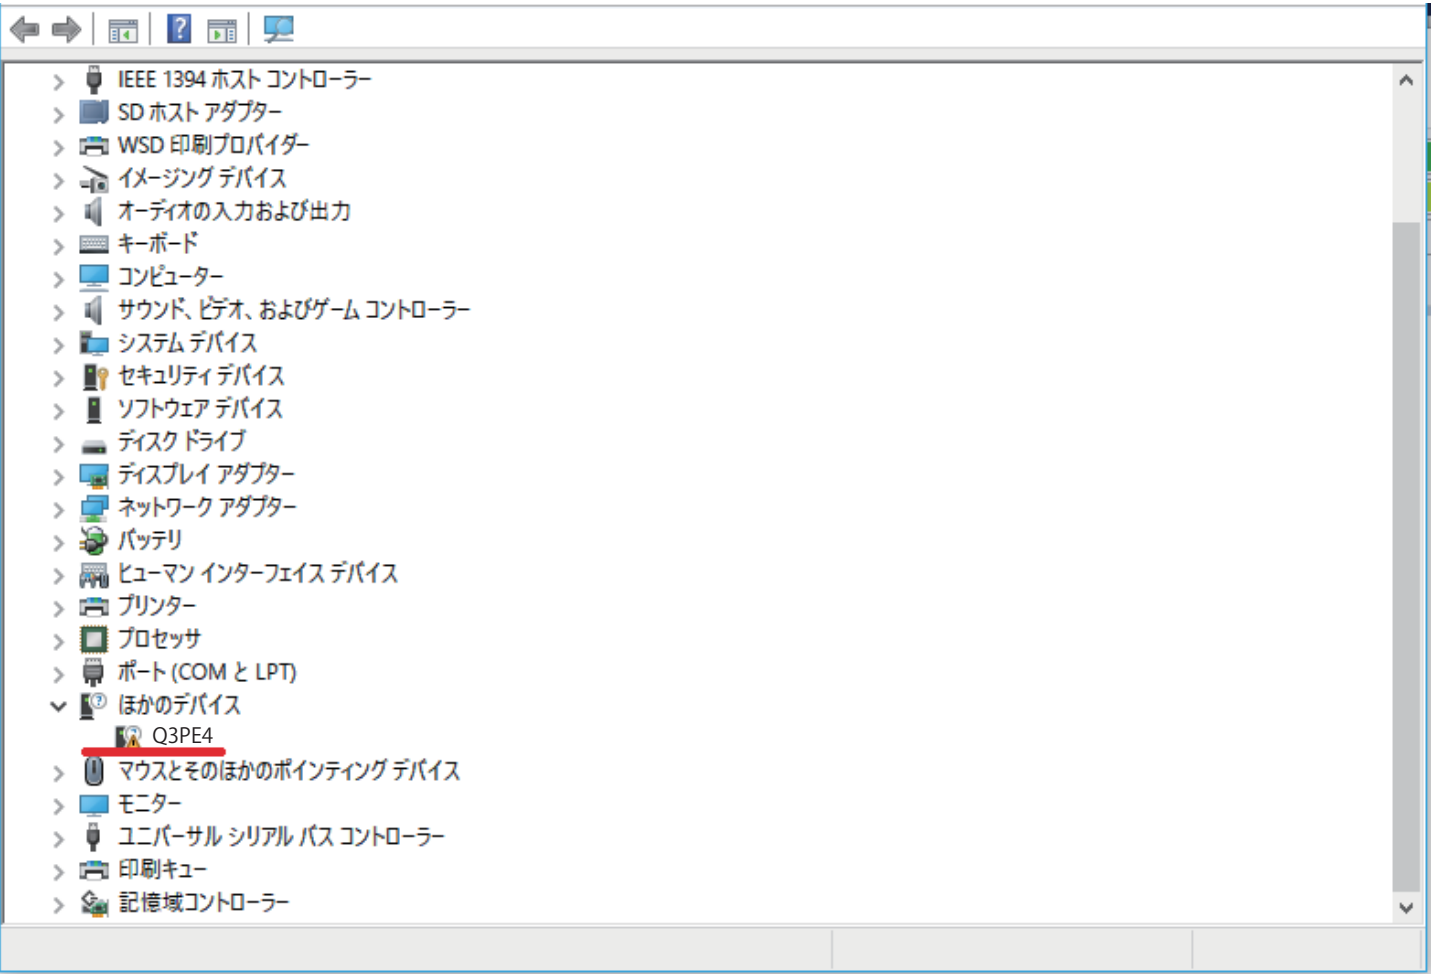 IEEE 1394 ホスト コントローラー
SD ホスト アダプター
WSD 印刷プロバイダー
イメージング デバイス
オーディオの入力および出力
キーボード
コンピューター
サウンド、ビデオ、およびゲーム コントローラー
システム デバイス
セキュリティ デバイス
ソフトウェア デバイス
ディスク ドライブ
ディスプレイ アダプター
ネットワーク アダプター
バッテリ
ヒューマン インターフェイス デバイス
プリンター
プロセッサ
ポート (COM と LPT)
ほかのデバイス
Q3PE4
マウスとそのほかのポインティング デバイス
モニター
ユニバーサル シリアル バス コントローラー
印刷キュー
記憶域コントローラー